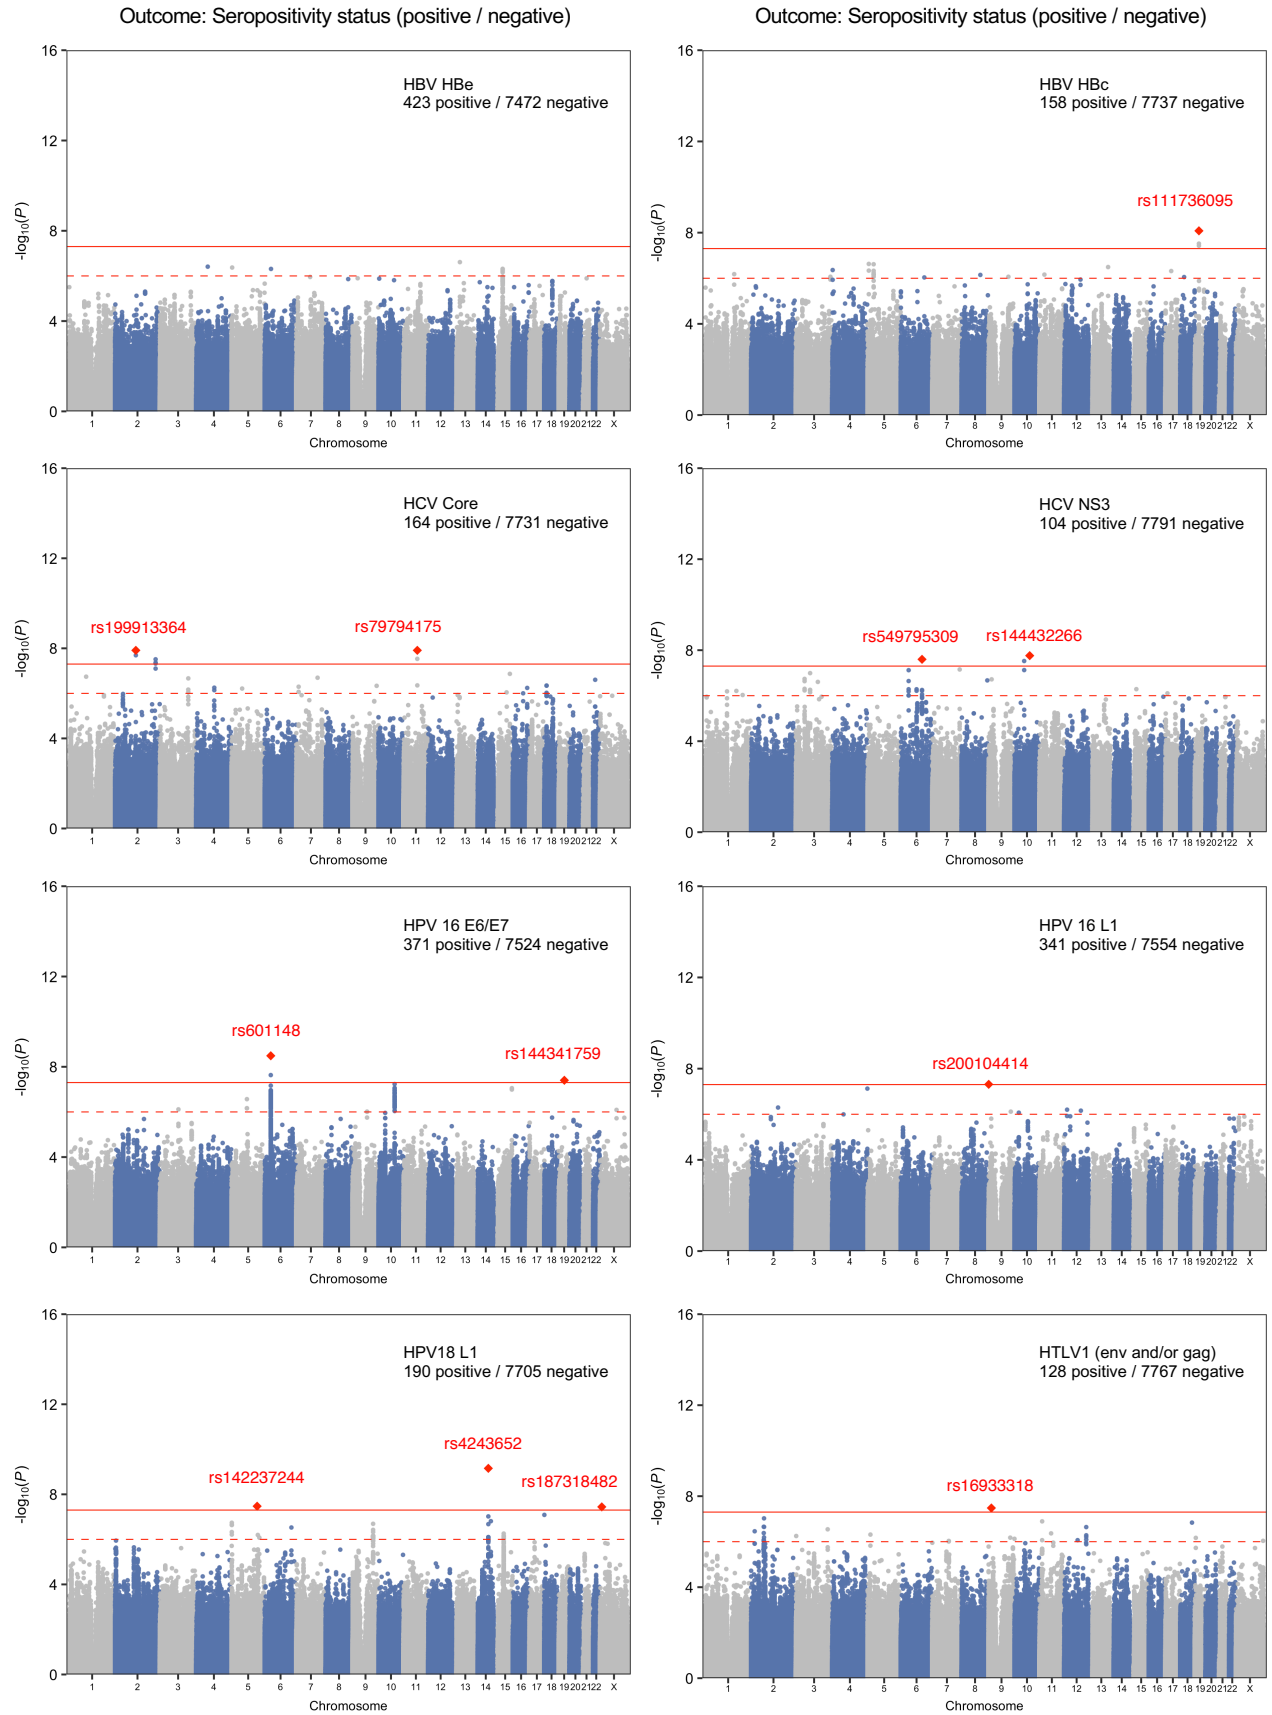 Outcome: Seropositivity status (positive / negative)
Outcome: Seropositivity status (positive / negative)
16
12
8
4
0
-log10(P)
HBV HBe
423 positive / 7472 negative
1 2 3 4 5 6 7 8 9 10 11 12 13 14 15 16 17 18 19 20 21 22 X
Chromosome
16
12
8
4
0
-log10(P)
HBV HBc
158 positive / 7737 negative
rs111736095
1 2 3 4 5 6 7 8 9 10 11 12 13 14 15 16 17 18 19 20 21 22 X
Chromosome
16
12
8
4
0
-log10(P)
HCV Core
164 positive / 7731 negative
rs199913364
rs79794175
1 2 3 4 5 6 7 8 9 10 11 12 13 14 15 16 17 18 19 20 21 22 X
Chromosome
16
12
8
4
0
-log10(P)
HCV NS3
104 positive / 7791 negative
rs549795309
rs144432266
1 2 3 4 5 6 7 8 9 10 11 12 13 14 15 16 17 18 19 20 21 22 X
Chromosome
16
12
8
4
0
-log10(P)
HPV 16 E6/E7
371 positive / 7524 negative
rs601148
rs144341759
1 2 3 4 5 6 7 8 9 10 11 12 13 14 15 16 17 18 19 20 21 22 X
Chromosome
16
12
8
4
0
-log10(P)
HPV 16 L1
341 positive / 7554 negative
rs200104414
1 2 3 4 5 6 7 8 9 10 11 12 13 14 15 16 17 18 19 20 21 22 X
Chromosome
16
12
8
4
0
-log10(P)
HPV18 L1
190 positive / 7705 negative
rs4243652
rs142237244
rs187318482
1 2 3 4 5 6 7 8 9 10 11 12 13 14 15 16 17 18 19 20 21 22 X
Chromosome
16
12
8
4
0
-log10(P)
HTLV1 (env and/or gag)
128 positive / 7767 negative
rs16933318
1 2 3 4 5 6 7 8 9 10 11 12 13 14 15 16 17 18 19 20 21 22 X
Chromosome